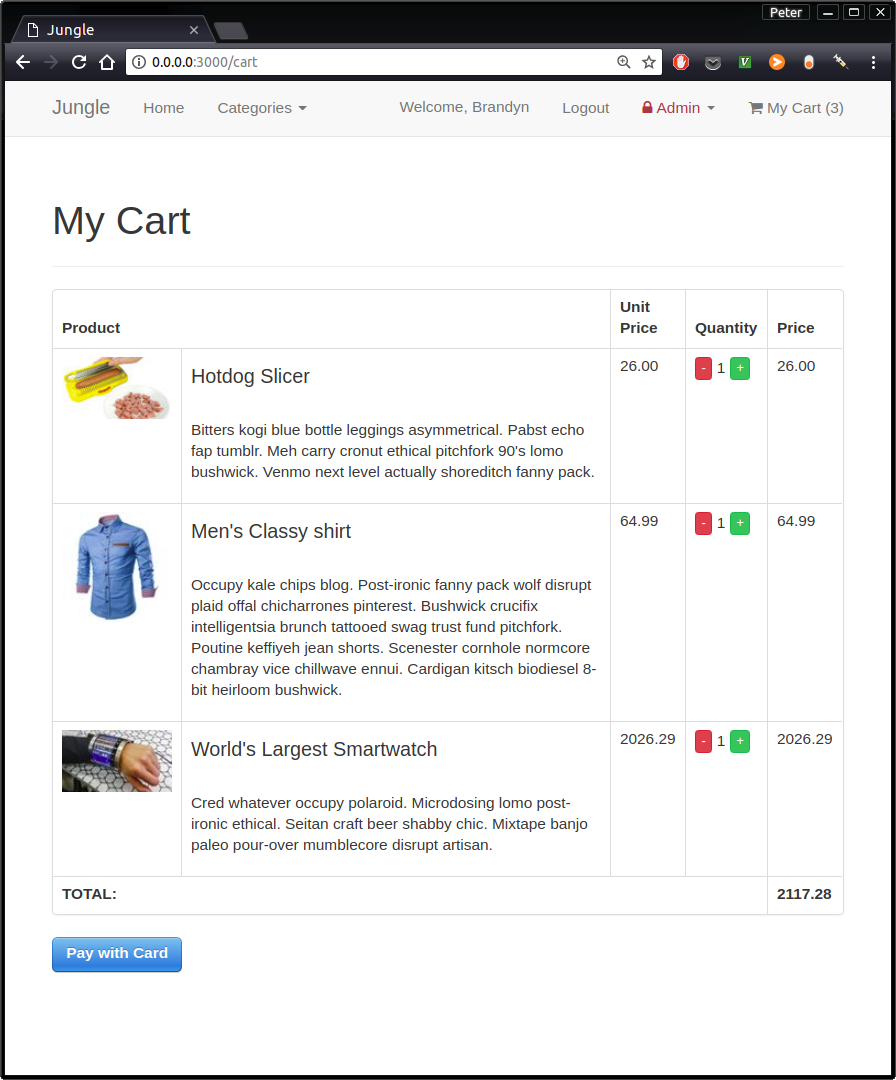 Peter
Jungle
0.0.0.0:3000/cart
Jungle Home Categories Welcome, Brandyn Logout Admin My Cart (3)
My Cart
Product Unit Price Quantity Price
Hotdog Slicer 26.00 - 1 + 26.00
Bitters kogi blue bottle leggings asymmetrical. Pabst echo
fap tumblr. Meh carry cronut ethical pitchfork 90's lomo
bushwick. Venmo next level actually shoreditch fanny pack.
Men's Classy shirt 64.99 - 1 + 64.99
Occupy kale chips blog. Post-ironic fanny pack wolf disrupt
plaid offal chicharrones pinterest. Bushwick crucifix
intelligentsia brunch tattooed swag trust fund pitchfork.
Poutine keffiyeh jean shorts. Scenester cornhole normcore
chambray vice chillwave ennui. Cardigan kitsch biodiesel 8-
bit heirloom bushwick.
World's Largest Smartwatch 2026.29 - 1 + 2026.29
Cred whatever occupy polaroid. Microdosing lomo post-
ironic ethical. Seitan craft beer shabby chic. Mixtape banjo
paleo pour-over mumblecore disrupt artisan.
TOTAL: 2117.28
Pay with Card